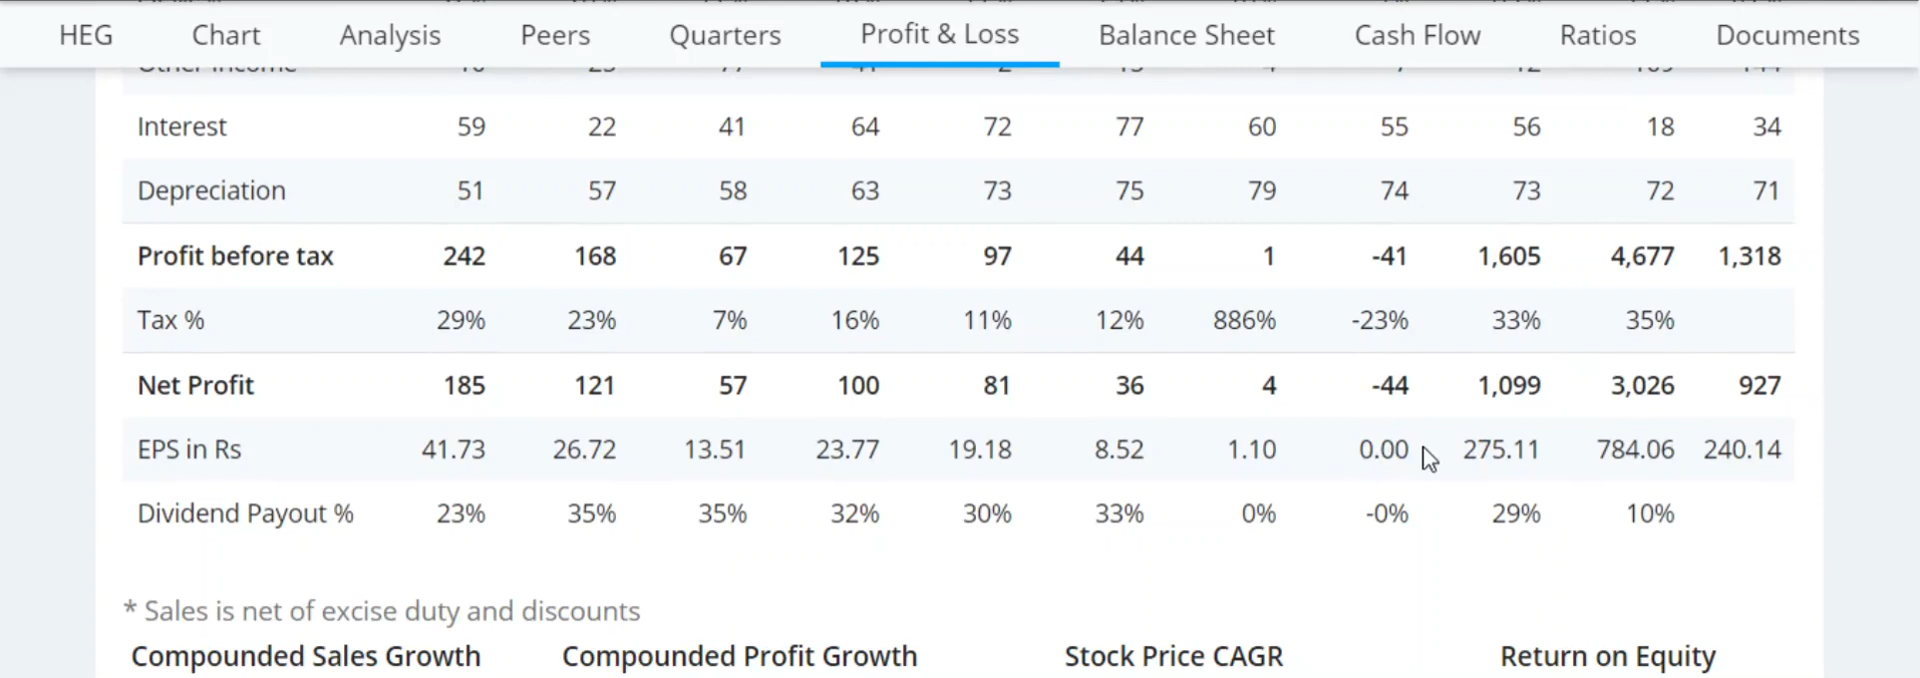 HEG Chart Analysis Peers Quarters Profit & Loss Balance Sheet Cash Flow Ratios Documents
Other Income
Interest 59 22 41 64 72 77 60 55 56 18 34
Depreciation 51 57 58 63 73 75 79 74 73 72 71
Profit before tax 242 168 67 125 97 44 1 -41 1,605 4,677 1,318
Tax % 29% 23% 7% 16% 11% 12% 886% -23% 33% 35%
Net Profit 185 121 57 100 81 36 4 -44 1,099 3,026 927
EPS in Rs 41.73 26.72 13.51 23.77 19.18 8.52 1.10 0.00 275.11 784.06 240.14
Dividend Payout % 23% 35% 35% 32% 30% 33% 0% -0% 29% 10%
* Sales is net of excise duty and discounts
Compounded Sales Growth Compounded Profit Growth Stock Price CAGR Return on Equity